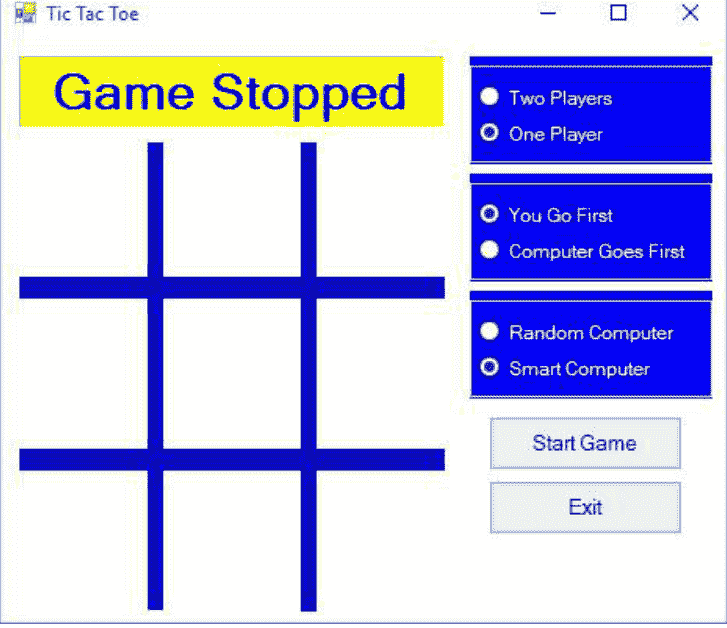 Tic Tac Toe
Game Stopped
Two Players
One Player
You Go First
Computer Goes First
Random Computer
Smart Computer
Start Game
Exit